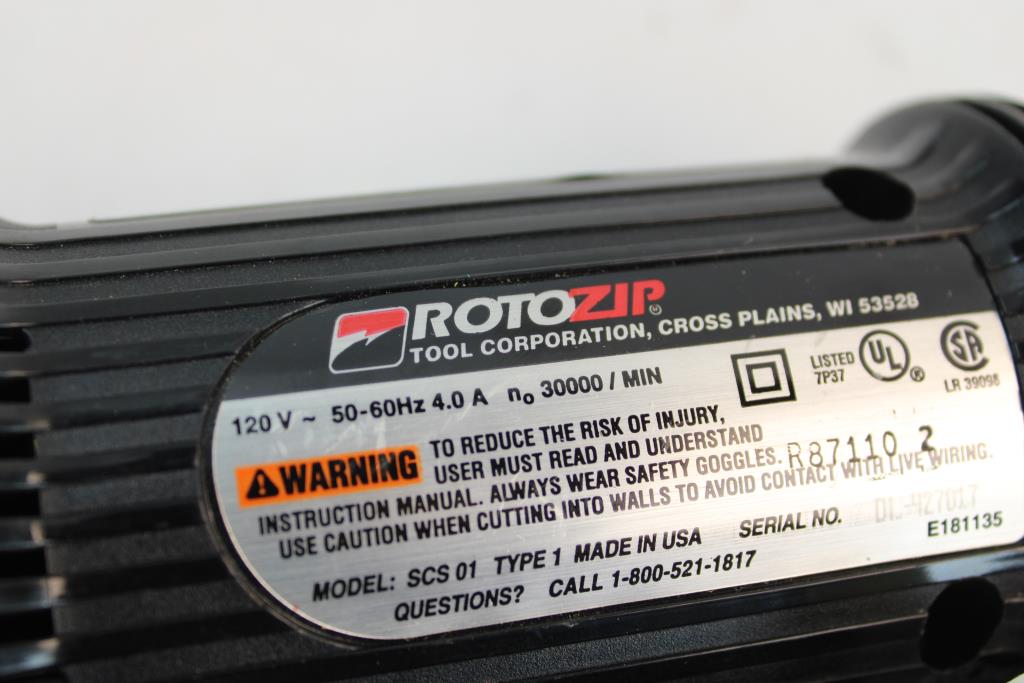 ROTOZIP®
TOOL CORPORATION, CROSS PLAINS, WI 53528
120 V ~ 50-60Hz 4.0 A n₀ 30000 / MIN
LISTED
7P37
UL®
SA
LR 39098
WARNING
TO REDUCE THE RISK OF INJURY,
USER MUST READ AND UNDERSTAND
INSTRUCTION MANUAL. ALWAYS WEAR SAFETY GOGGLES. R87110 2
USE CAUTION WHEN CUTTING INTO WALLS TO AVOID CONTACT WITH LIVE WIRING.
MODEL: SCS 01 TYPE 1 MADE IN USA SERIAL NO.
E181135
QUESTIONS? CALL 1-800-521-1817